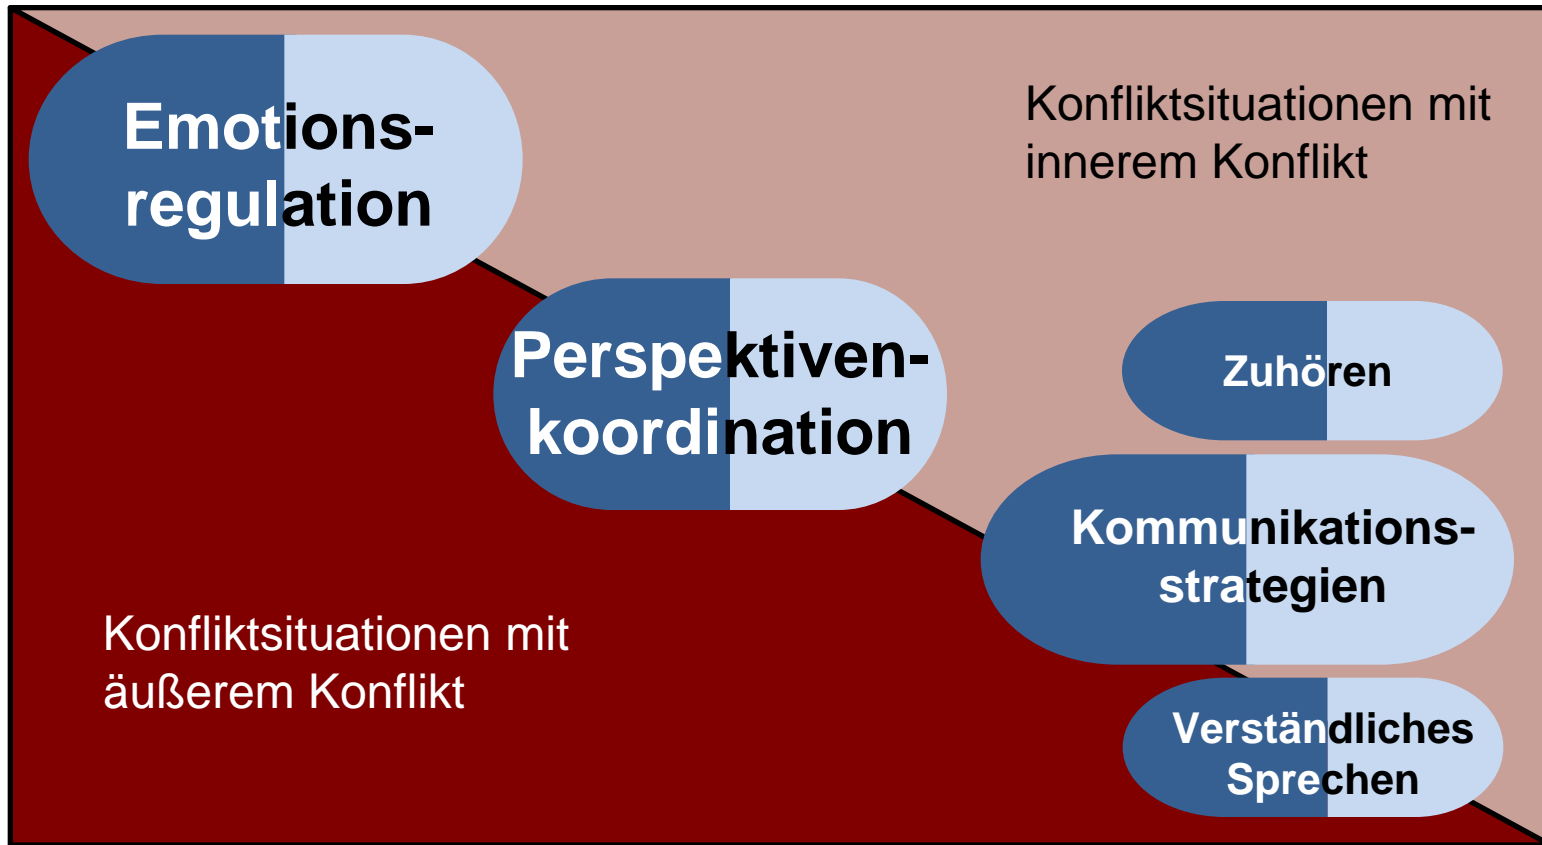 Emotions-
regulation
Konfliktsituationen mit
innerem Konflikt
Perspektiven-
koordination
Zuhören
Kommunikations-
strategien
Konfliktsituationen mit
äußerem Konflikt
Verständliches
Sprechen